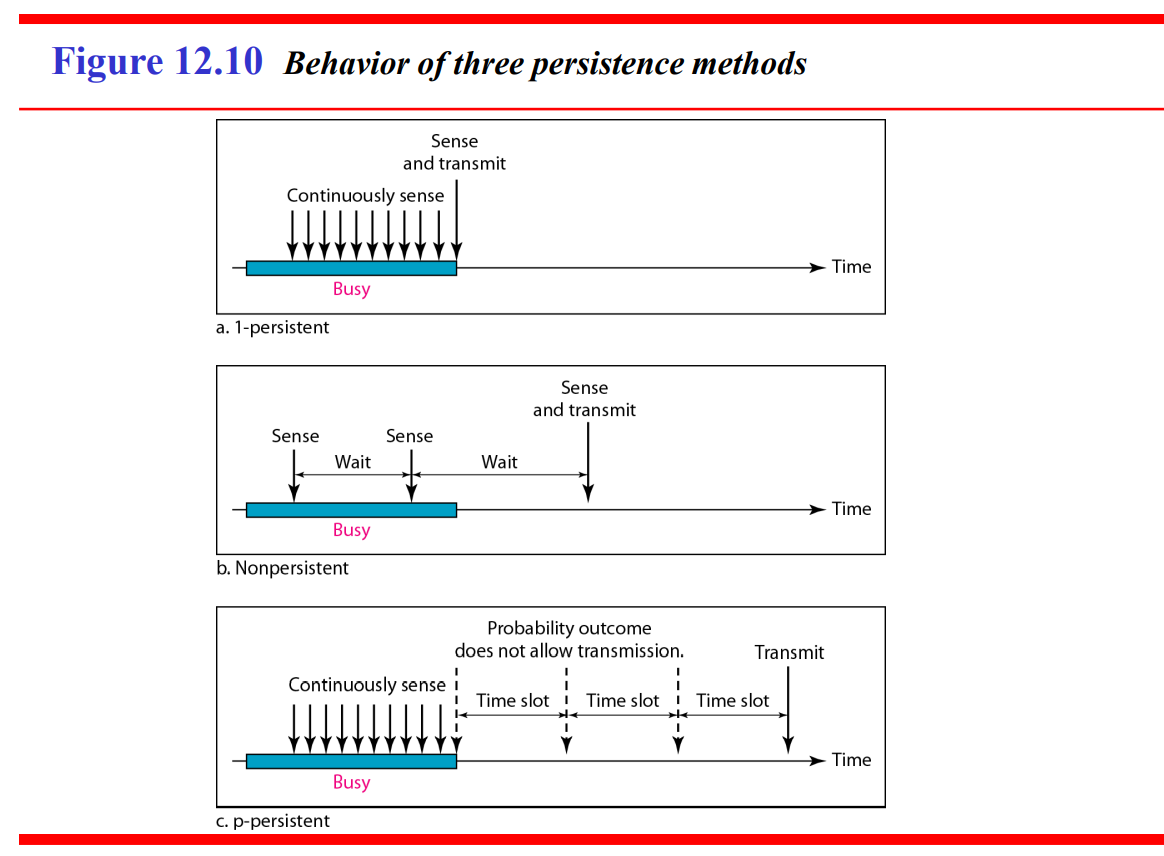 Figure 12.10 Behavior of three persistence methods
Sense
and transmit
Continuously sense
Time
Busy
a. 1-persistent
Sense
and transmit
Sense
Sense
Wait
Wait
Time
Busy
b. Nonpersistent
Probability outcome
does not allow transmission.
Transmit
Continuously sense
Time slot
Time slot
Time slot
Time
Busy
c. p-persistent